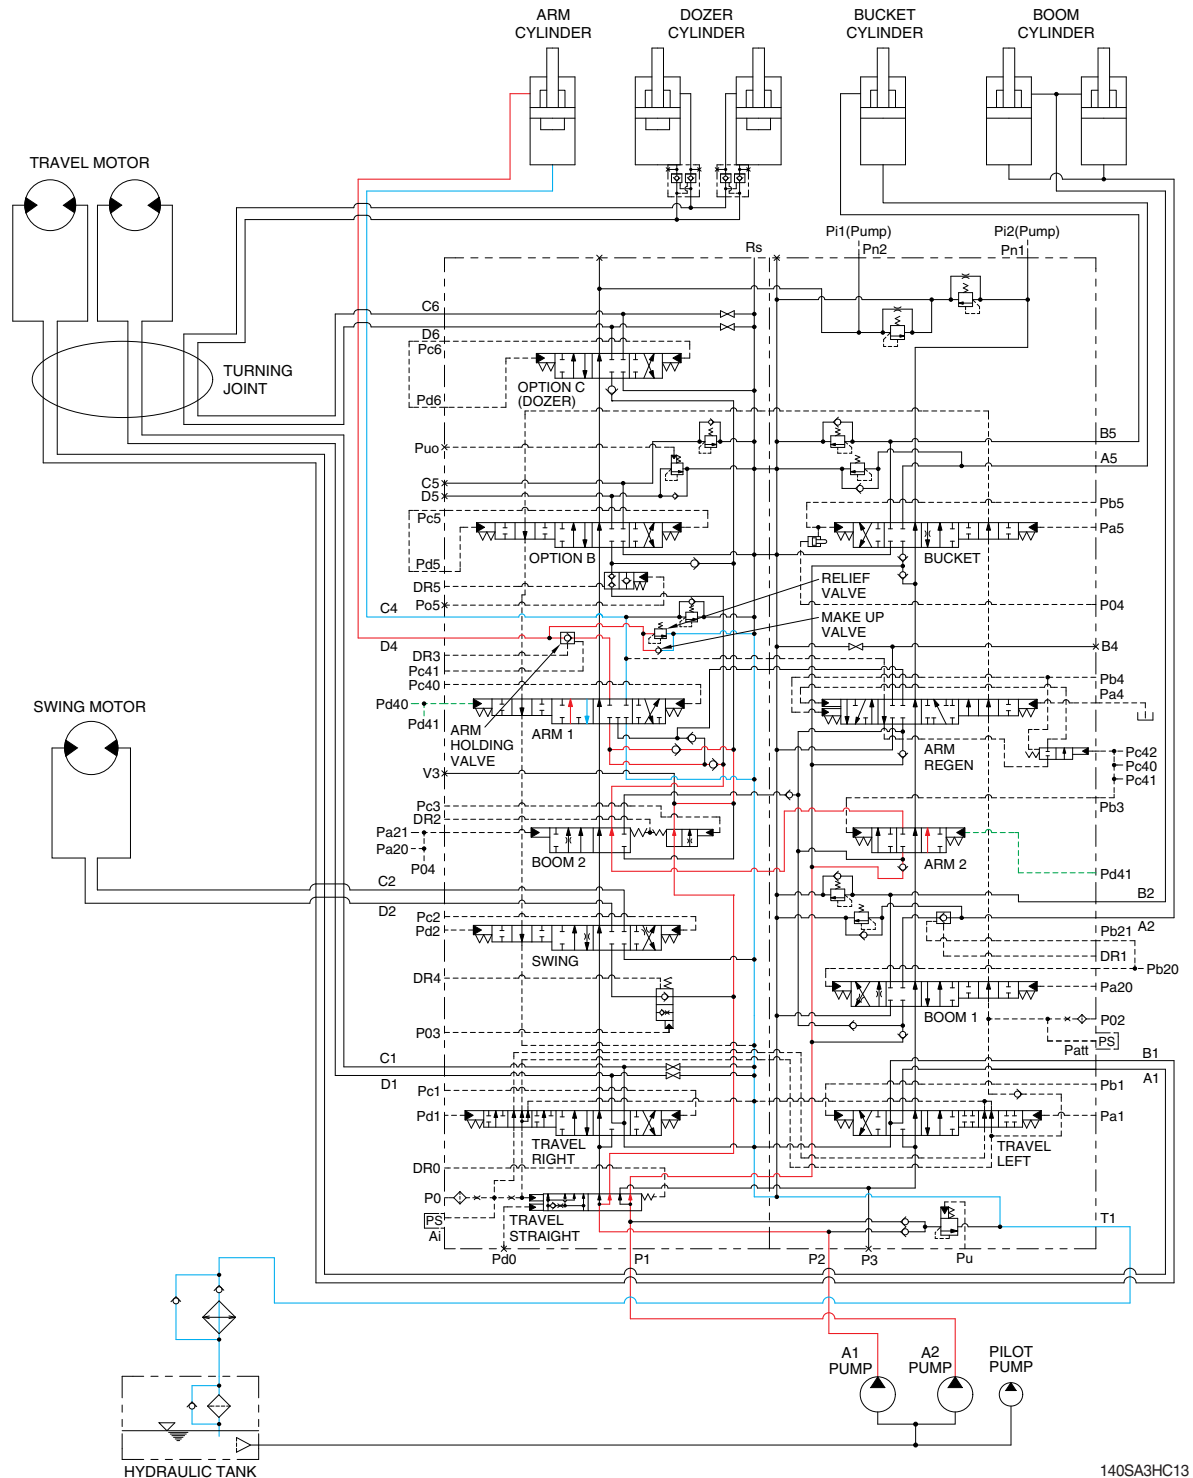 ARM
CYLINDER
DOZER
CYLINDER
BUCKET
CYLINDER
BOOM
CYLINDER
TRAVEL MOTOR
TURNING
JOINT
SWING MOTOR
Rs
Pi1(Pump)
Pn2
Pi2(Pump)
Pn1
C6
D6
Pc6
Pd6
OPTION C
(DOZER)
Puo
C5
D5
Pc5
Pd5
OPTION B
DR5
Po5
C4
D4
DR3
Pc41
Pc40
Pd40
Pd41
ARM
HOLDING
VALVE
ARM 1
RELIEF
VALVE
MAKE UP
VALVE
B5
A5
Pb5
Pa5
BUCKET
P04
B4
Pb4
Pa4
ARM
REGEN
Pc42
Pc40
Pc41
Pb3
V3
Pc3
DR2
Pa21
Pa20
P04
BOOM 2
ARM 2
Pd41
B2
A2
C2
D2
Pc2
Pd2
SWING
DR4
P03
Pb21
DR1
Pb20
Pa20
BOOM 1
P02
PS
Patt
C1
D1
Pc1
Pd1
TRAVEL
RIGHT
B1
A1
Pb1
Pa1
TRAVEL
LEFT
DR0
P0
PS
Ai
TRAVEL
STRAIGHT
Pd0
P1
P2
P3
Pu
T1
A1
PUMP
A2
PUMP
PILOT
PUMP
HYDRAULIC TANK
140SA3HC13